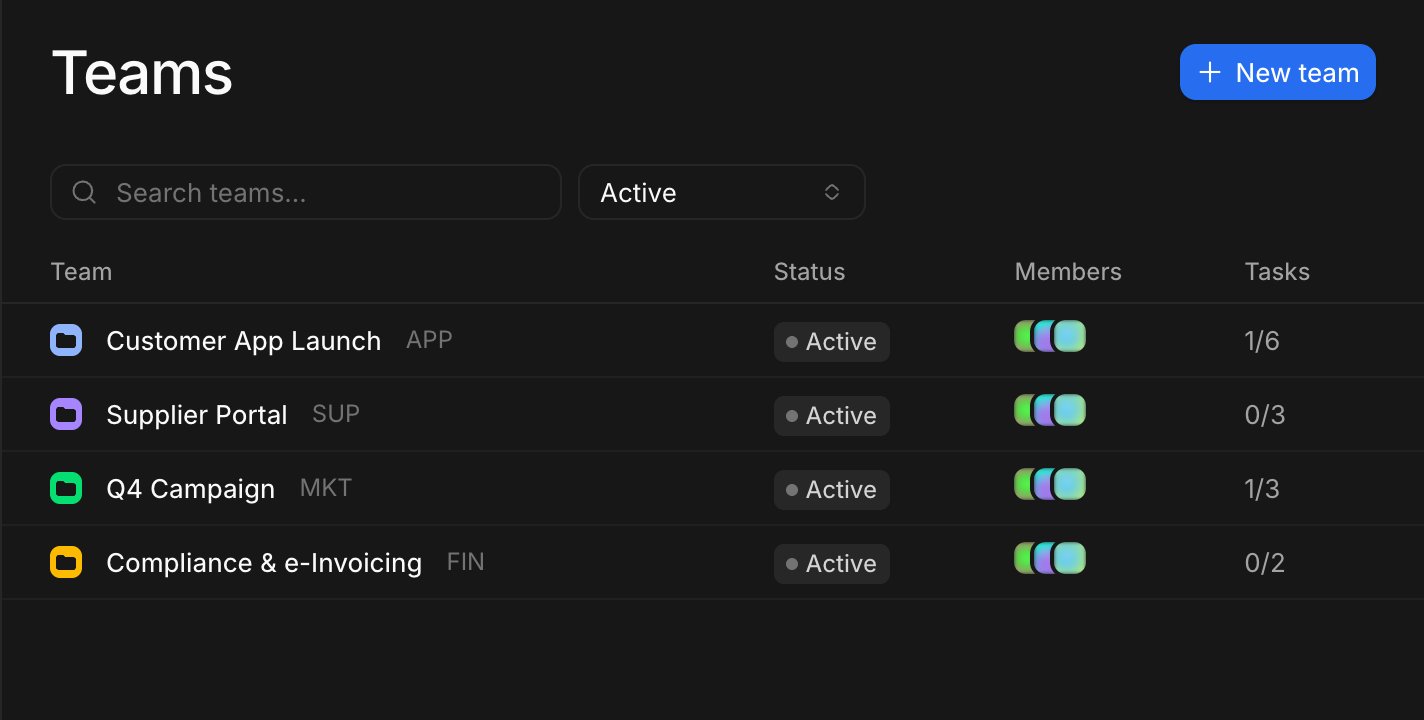 Teams
New team
Search teams...
Active
Team Status Members Tasks
Customer App Launch APP Active 1/6
Supplier Portal SUP Active 0/3
Q4 Campaign MKT Active 1/3
Compliance & e-Invoicing FIN Active 0/2